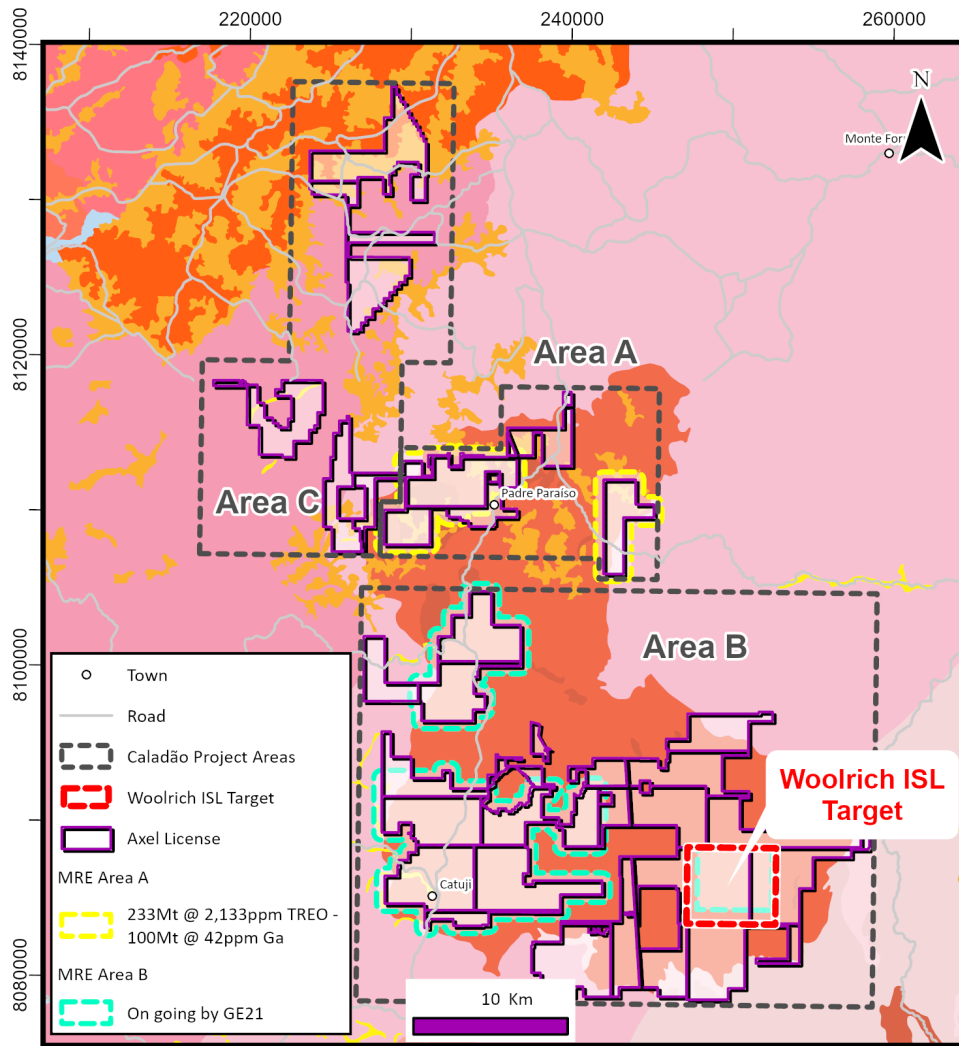 220000
240000
260000
8140000
8120000
8100000
8080000
N
Monte For
Area A
Padre Paraíso
Area C
Area B
Woolrich ISL
Target
Catuji
Town
Road
Caladão Project Areas
Woolrich ISL Target
Axel License
MRE Area A
233Mt @ 2,133ppm TREO -
100Mt @ 42ppm Ga
MRE Area B
On going by GE21
10 Km